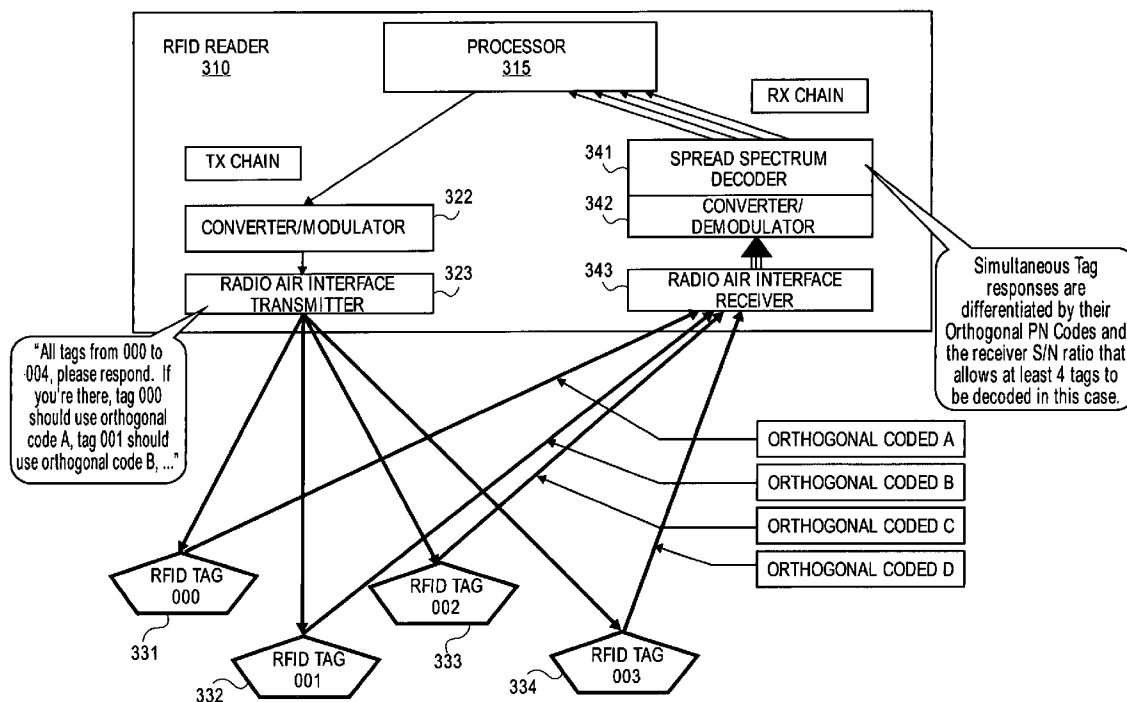 RFID READER
310
PROCESSOR
315
RX CHAIN
TX CHAIN
341
SPREAD SPECTRUM
DECODER
322
342
CONVERTER/MODULATOR
CONVERTER/
DEMODULATOR
323
343
RADIO AIR INTERFACE
TRANSMITTER
RADIO AIR INTERFACE
RECEIVER
Simultaneous Tag
responses are
differentiated by their
Orthogonal PN Codes and
the receiver S/N ratio that
allows at least 4 tags to
be decoded in this case.
"All tags from 000 to
004, please respond. If
you're there, tag 000
should use orthogonal
code A, tag 001 should
use orthogonal code B, ..."
ORTHOGONAL CODED A
ORTHOGONAL CODED B
ORTHOGONAL CODED C
ORTHOGONAL CODED D
RFID TAG
000
331
RFID TAG
001
332
RFID TAG
002
333
RFID TAG
003
334